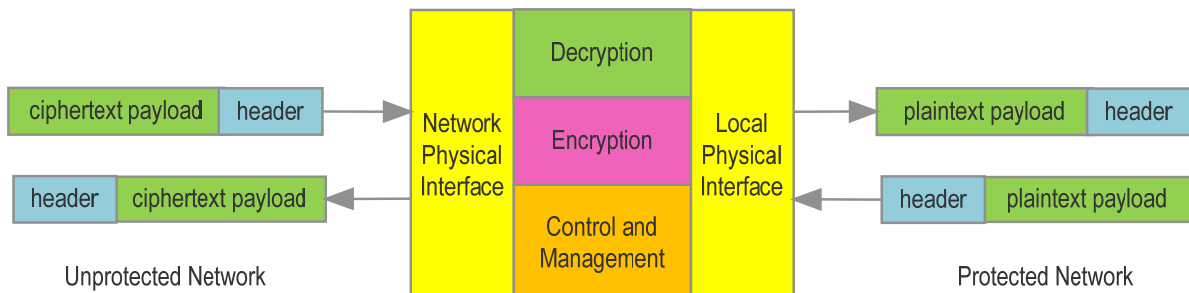 Decryption
ciphertext payload header
Network
Physical
Interface
Encryption
Local
Physical
Interface
plaintext payload header
header ciphertext payload
header plaintext payload
Control and
Management
Unprotected Network
Protected Network